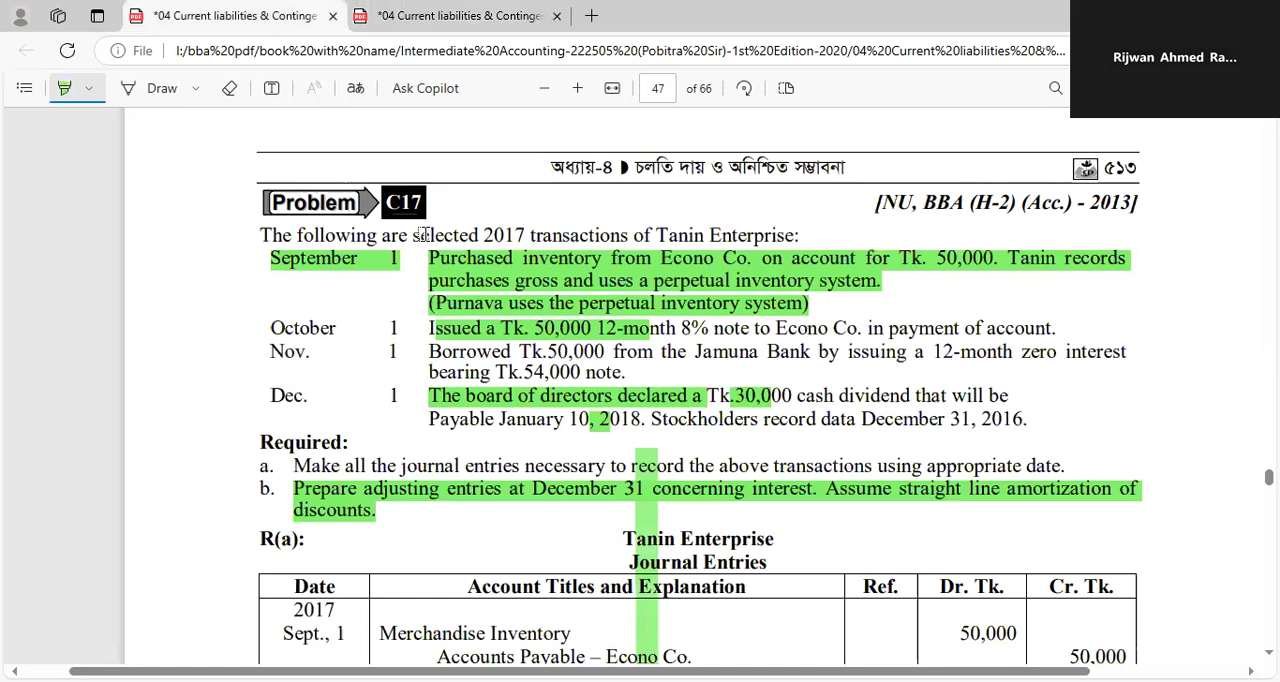 *04 Current liabilities & Continge
*04 Current liabilities & Continge
File
I:/bba%20pdf/book%20with%20name/Intermediate%20Accounting-222505%20(Pobitra%20Sir)-1st%20Edition-2020/04%20Current%20liabilities%20&%...
Rijwan Ahmed Ra...
Draw
Ask Copilot
47 of 66
অধ্যায়-৪ ◗ চলতি দায় ও অনিশ্চিত সম্ভাবনা
৫১৩
Problem C17 [NU, BBA (H-2) (Acc.) - 2013]
The following are selected 2017 transactions of Tanin Enterprise:
September 1 Purchased inventory from Econo Co. on account for Tk. 50,000. Tanin records
purchases gross and uses a perpetual inventory system.
(Purnava uses the perpetual inventory system)
October 1 Issued a Tk. 50,000 12-month 8% note to Econo Co. in payment of account.
Nov. 1 Borrowed Tk.50,000 from the Jamuna Bank by issuing a 12-month zero interest
bearing Tk.54,000 note.
Dec. 1 The board of directors declared a Tk.30,000 cash dividend that will be
Payable January 10, 2018. Stockholders record data December 31, 2016.
Required:
a. Make all the journal entries necessary to record the above transactions using appropriate date.
b. Prepare adjusting entries at December 31 concerning interest. Assume straight line amortization of
discounts.
R(a): Tanin Enterprise
Journal Entries
Date Account Titles and Explanation Ref. Dr. Tk. Cr. Tk.
2017
Sept., 1 Merchandise Inventory 50,000
Accounts Payable – Econo Co. 50,000